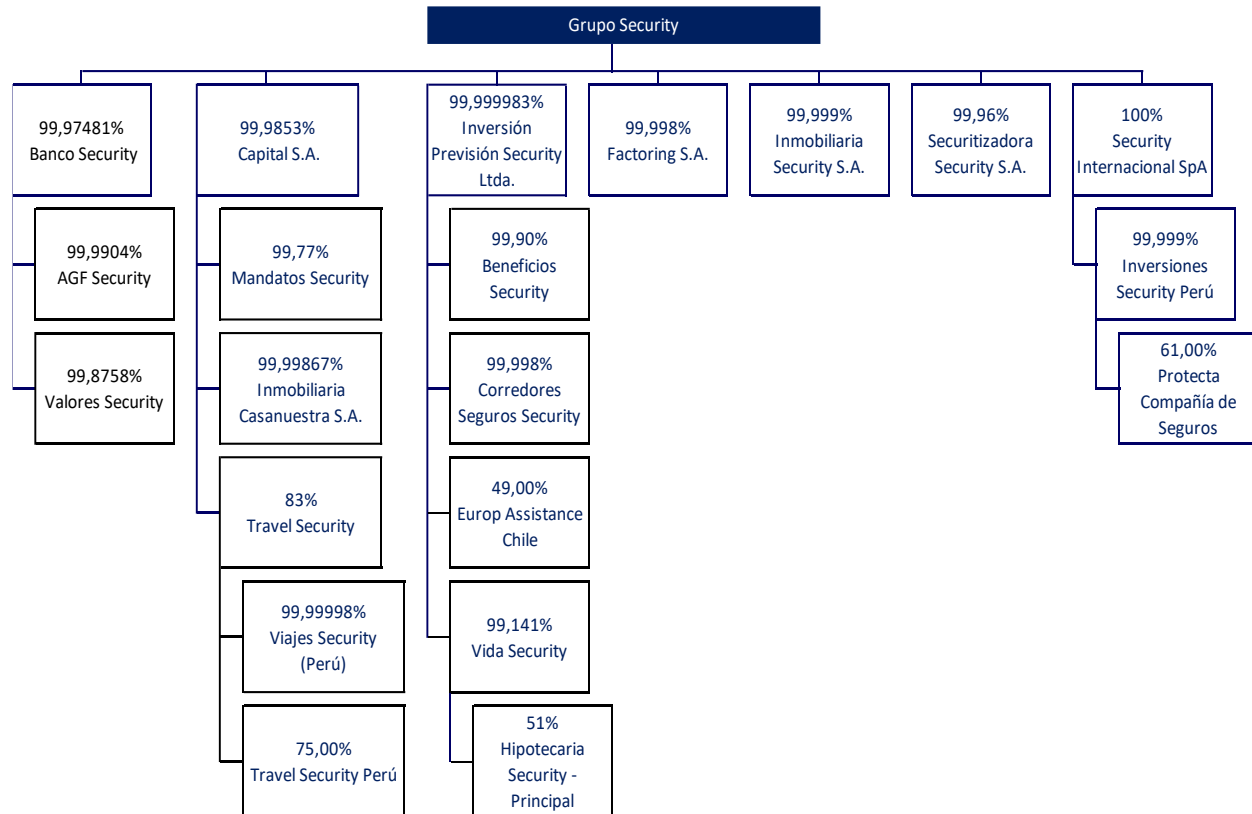 Grupo Security
99,97481%
Banco Security
99,9904%
AGF Security
99,8758%
Valores Security
99,9853%
Capital S.A.
99,77%
Mandatos Security
99,99867%
Inmobiliaria
Casanuestra S.A.
83%
Travel Security
99,99998%
Viajes Security
(Perú)
75,00%
Travel Security Perú
99,999983%
Inversión
Previsión Security
Ltda.
99,90%
Beneficios
Security
99,998%
Corredores
Seguros Security
49,00%
Europ Assistance
Chile
99,141%
Vida Security
51%
Hipotecaria
Security -
Principal
99,998%
Factoring S.A.
99,999%
Inmobiliaria
Security S.A.
99,96%
Securitizadora
Security S.A.
100%
Security
Internacional SpA
99,999%
Inversiones
Security Perú
61,00%
Protecta
Compañía de
Seguros